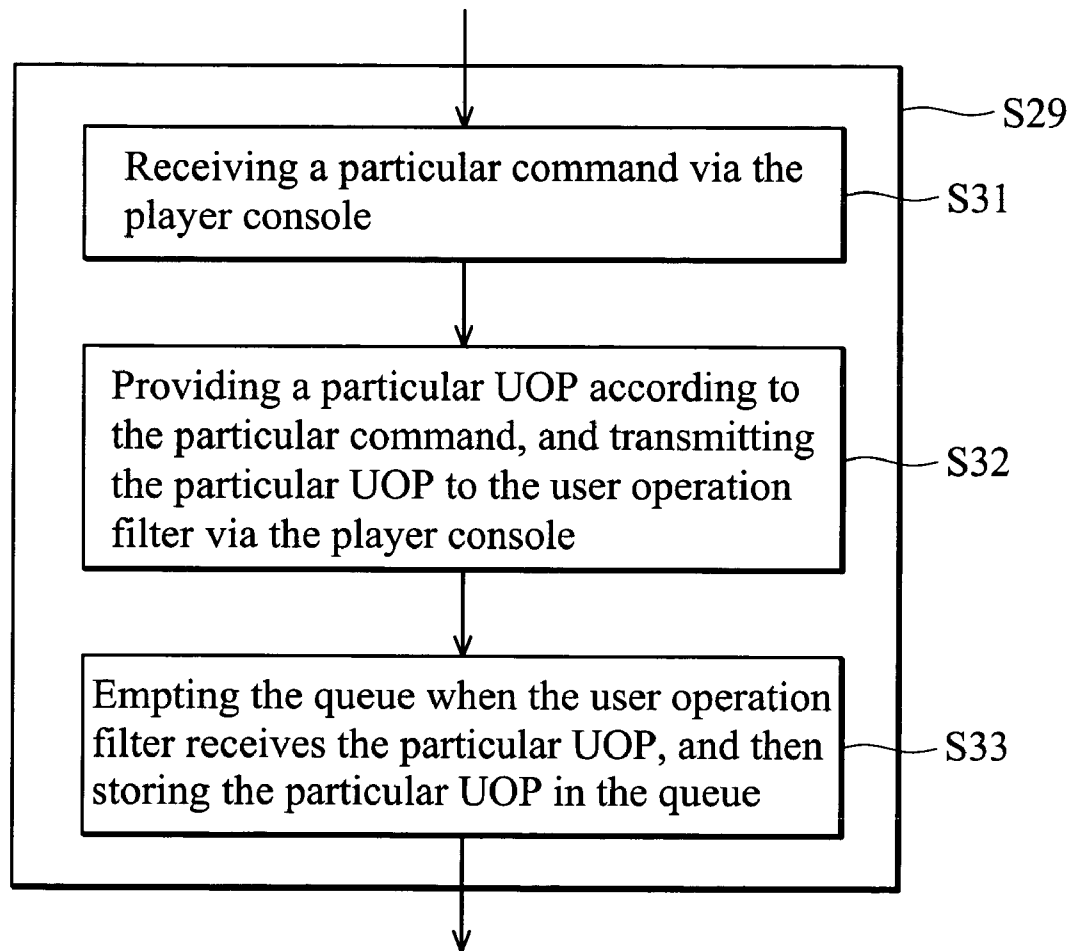 S29
Receiving a particular command via the
player console
S31
Providing a particular UOP according to
the particular command, and transmitting
the particular UOP to the user operation
filter via the player console
S32
Empting the queue when the user operation
filter receives the particular UOP, and then
storing the particular UOP in the queue
S33